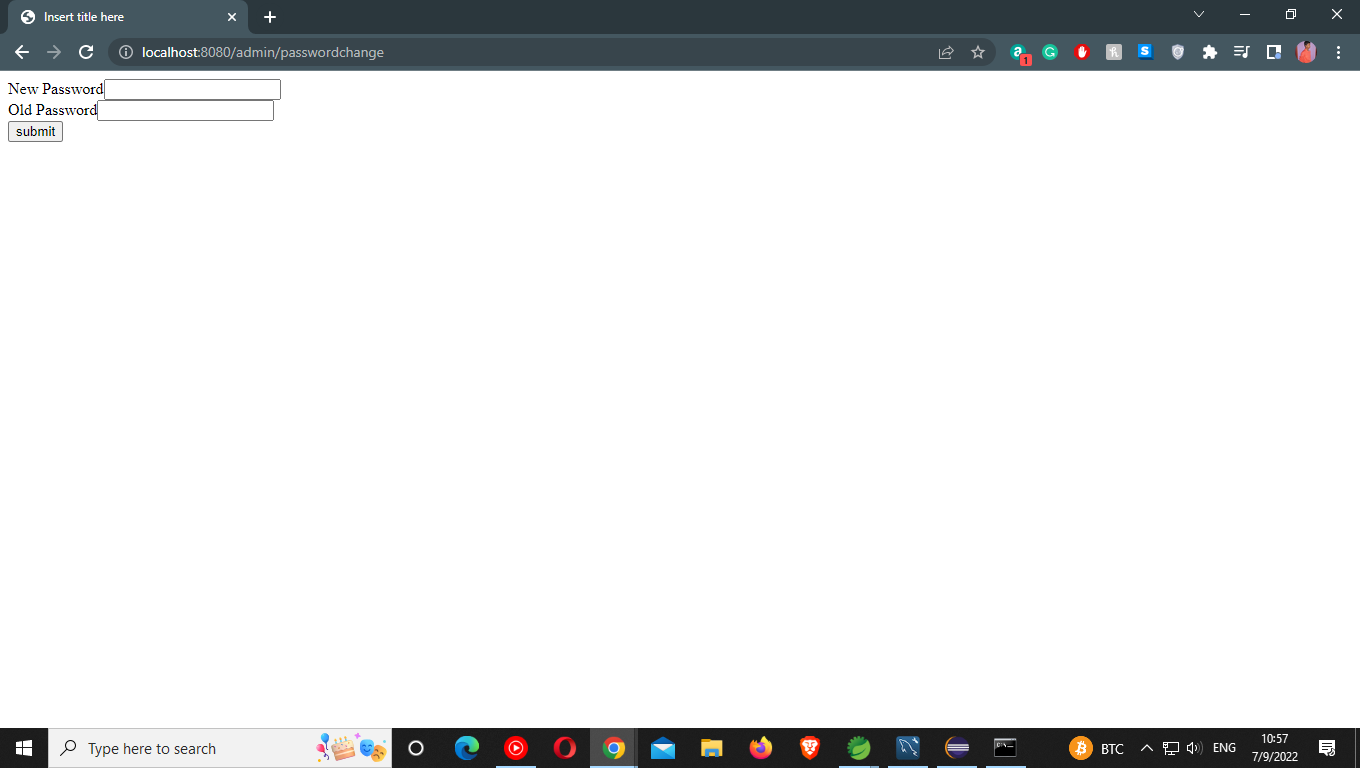 Insert title here
localhost:8080/admin/passwordchange
1
New Password
Old Password
submit
Type here to search
BTC
ENG
10:57
7/9/2022